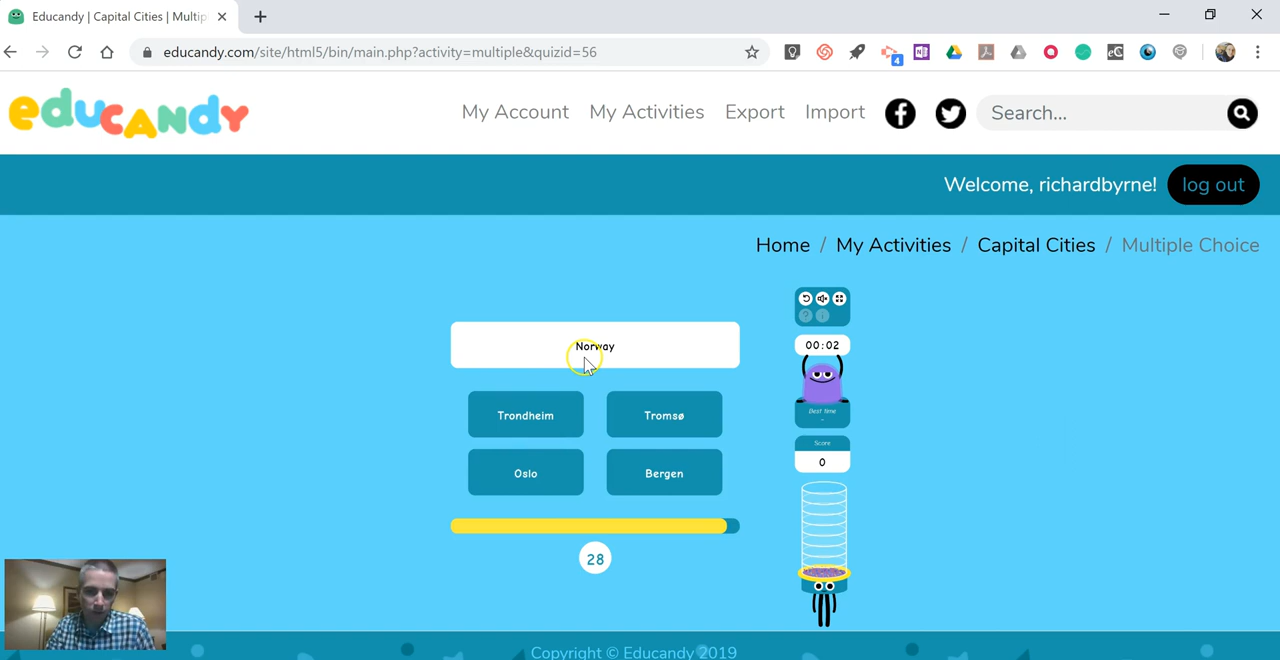 Educandy | Capital Cities | Multip
educandy.com/site/html5/bin/main.php?activity=multiple&quizid=56
4
eC
educandy
My Account My Activities Export Import Search...
Welcome, richardbyrne! log out
Home / My Activities / Capital Cities / Multiple Choice
Norway
00:02
Trondheim Tromsø
Best time
-
Score
0
Oslo Bergen
28
Copyright © Educandy 2019